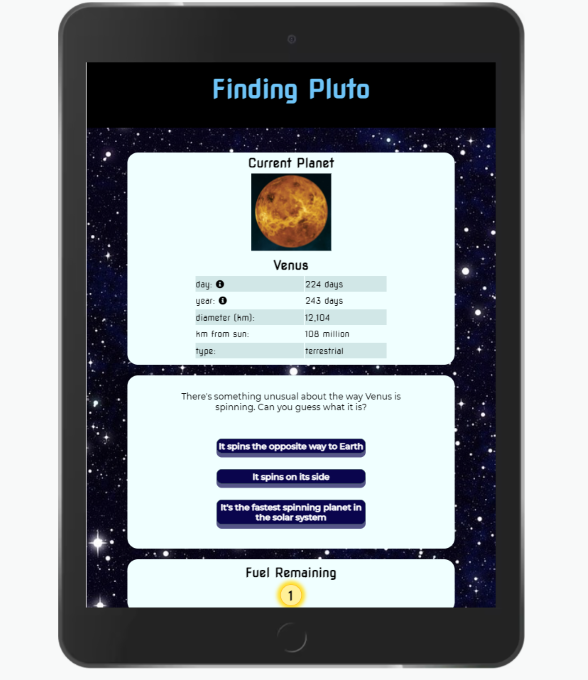 Finding Pluto
Current Planet
Venus
day: 224 days
year: 243 days
diameter (km): 12,104
km from sun: 108 million
type: terrestrial
There's something unusual about the way Venus is
spinning. Can you guess what it is?
It spins the opposite way to Earth
It spins on its side
It's the fastest spinning planet in
the solar system
Fuel Remaining
1